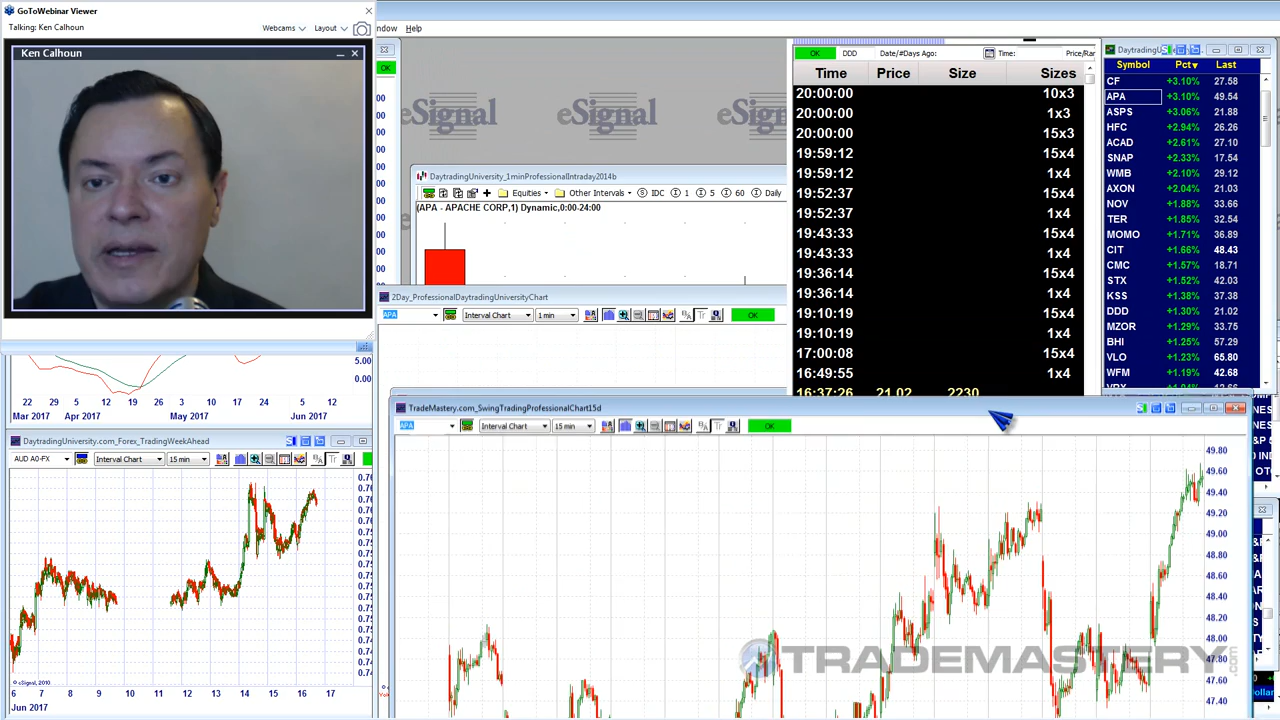 GoToWebinar Viewer
Talking: Ken Calhoun
Webcams
Layout
Ken Calhoun
Help
OK
eSignal
eSignal
DaytradingUniversity_1minProfessionalIntraday2014b
Equities
Other Intervals
IDC
1
5
60
Daily
(APA - APACHE CORP,1) Dynamic,0:00-24:00
2Day_ProfessionalDaytradingUniversityChart
APA
Interval Chart
1 min
OK
OK
DDD
Date/#Days Ago:
Time:
Price/Rar
Time Price Size Sizes
20:00:00 10x3
20:00:00 1x3
20:00:00 15x3
19:59:12 15x4
19:59:12 1x4
19:52:37 15x4
19:52:37 1x4
19:43:33 15x4
19:43:33 1x4
19:36:14 15x4
19:36:14 1x4
19:10:19 15x4
19:10:19 1x4
17:00:08 15x4
16:49:55 1x4
16:37:26 21.02 2230
Symbol Pct Last
CF +3.10% 27.58
APA +3.10% 49.54
ASPS +3.06% 21.88
HFC +2.94% 26.26
ACAD +2.61% 27.10
SNAP +2.33% 17.54
WMB +2.10% 29.12
AXON +2.04% 21.03
NOV +1.88% 33.66
TER +1.85% 32.54
MOMO +1.71% 36.89
CIT +1.66% 48.43
CMC +1.57% 18.71
STX +1.52% 42.03
KSS +1.38% 37.38
DDD +1.30% 21.02
MZOR +1.29% 33.75
BHI +1.25% 57.29
VLO +1.23% 65.80
WFM +1.19% 42.68
5.00
0.00
22 29 5 12 19 26 8 15 22 5 12
Mar 2017 Apr 2017 May 2017 Jun 2017
DaytradingUniversity.com_Forex_TradingWeekAhead
AUD A0-FX
Interval Chart
15 min
6 7 8 9 10 11 12 13 14 15 16 17
Jun 2017
© eSignal, 2010
TradeMastery.com_SwingTradingProfessionalChart15d
APA
Interval Chart
15 min
OK
49.80
49.60
49.40
49.20
49.00
48.80
48.60
48.40
48.20
48.00
47.80
47.60
47.40
TRADEMASTERY.com